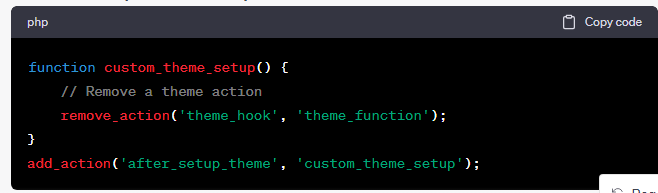 php
Copy code
function custom_theme_setup() {
    // Remove a theme action
    remove_action('theme_hook', 'theme_function');
}
add_action('after_setup_theme', 'custom_theme_setup');